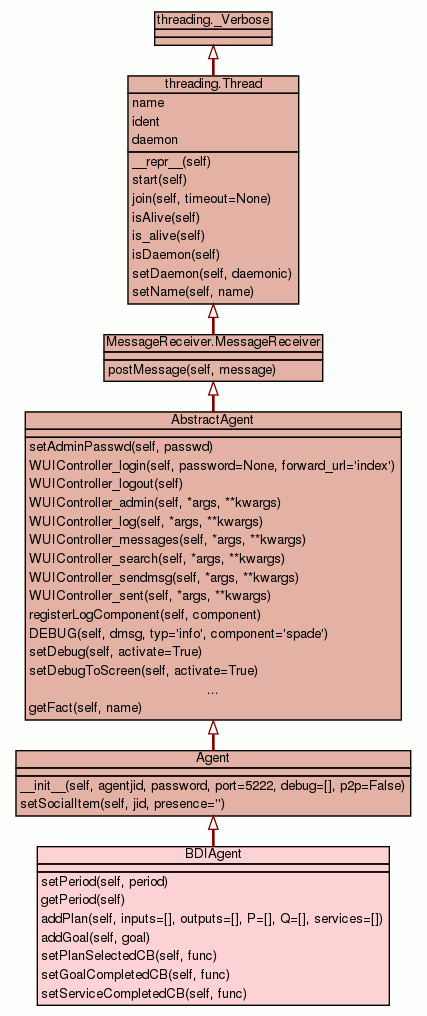 threading._Verbose
threading.Thread
name
ident
daemon
__repr__(self)
start(self)
join(self, timeout=None)
isAlive(self)
is_alive(self)
isDaemon(self)
setDaemon(self, daemonic)
setName(self, name)
MessageReceiver.MessageReceiver
postMessage(self, message)
AbstractAgent
setAdminPasswd(self, passwd)
WUIController_login(self, password=None, forward_url='index')
WUIController_logout(self)
WUIController_admin(self, *args, **kwargs)
WUIController_log(self, *args, **kwargs)
WUIController_messages(self, *args, **kwargs)
WUIController_search(self, *args, **kwargs)
WUIController_sendmsg(self, *args, **kwargs)
WUIController_sent(self, *args, **kwargs)
registerLogComponent(self, component)
DEBUG(self, dmsg, typ='info', component='spade')
setDebug(self, activate=True)
setDebugToScreen(self, activate=True)
...
getFact(self, name)
Agent
__init__(self, agentjid, password, port=5222, debug=[], p2p=False)
setSocialItem(self, jid, presence='')
BDIAgent
setPeriod(self, period)
getPeriod(self)
addPlan(self, inputs=[], outputs=[], P=[], Q=[], services=[])
addGoal(self, goal)
setPlanSelectedCB(self, func)
setGoalCompletedCB(self, func)
setServiceCompletedCB(self, func)